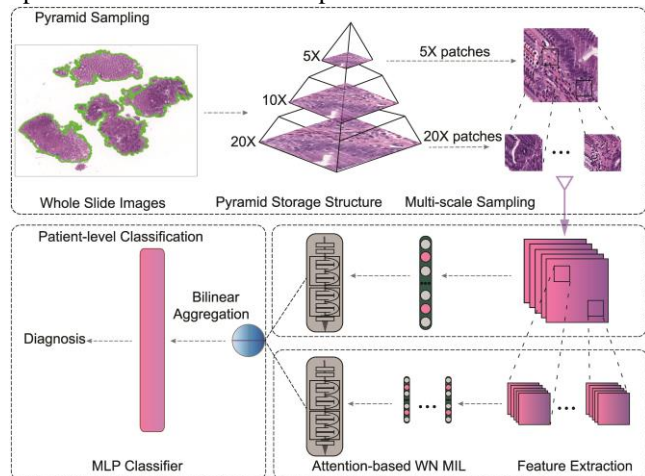 Pyramid Sampling
5X
5X patches
10X
20X
20X patches
Whole Slide Images
Pyramid Storage Structure
Multi-scale Sampling
Patient-level Classification
Bilinear
Aggregation
Diagnosis
MLP Classifier
Attention-based WN MIL
Feature Extraction